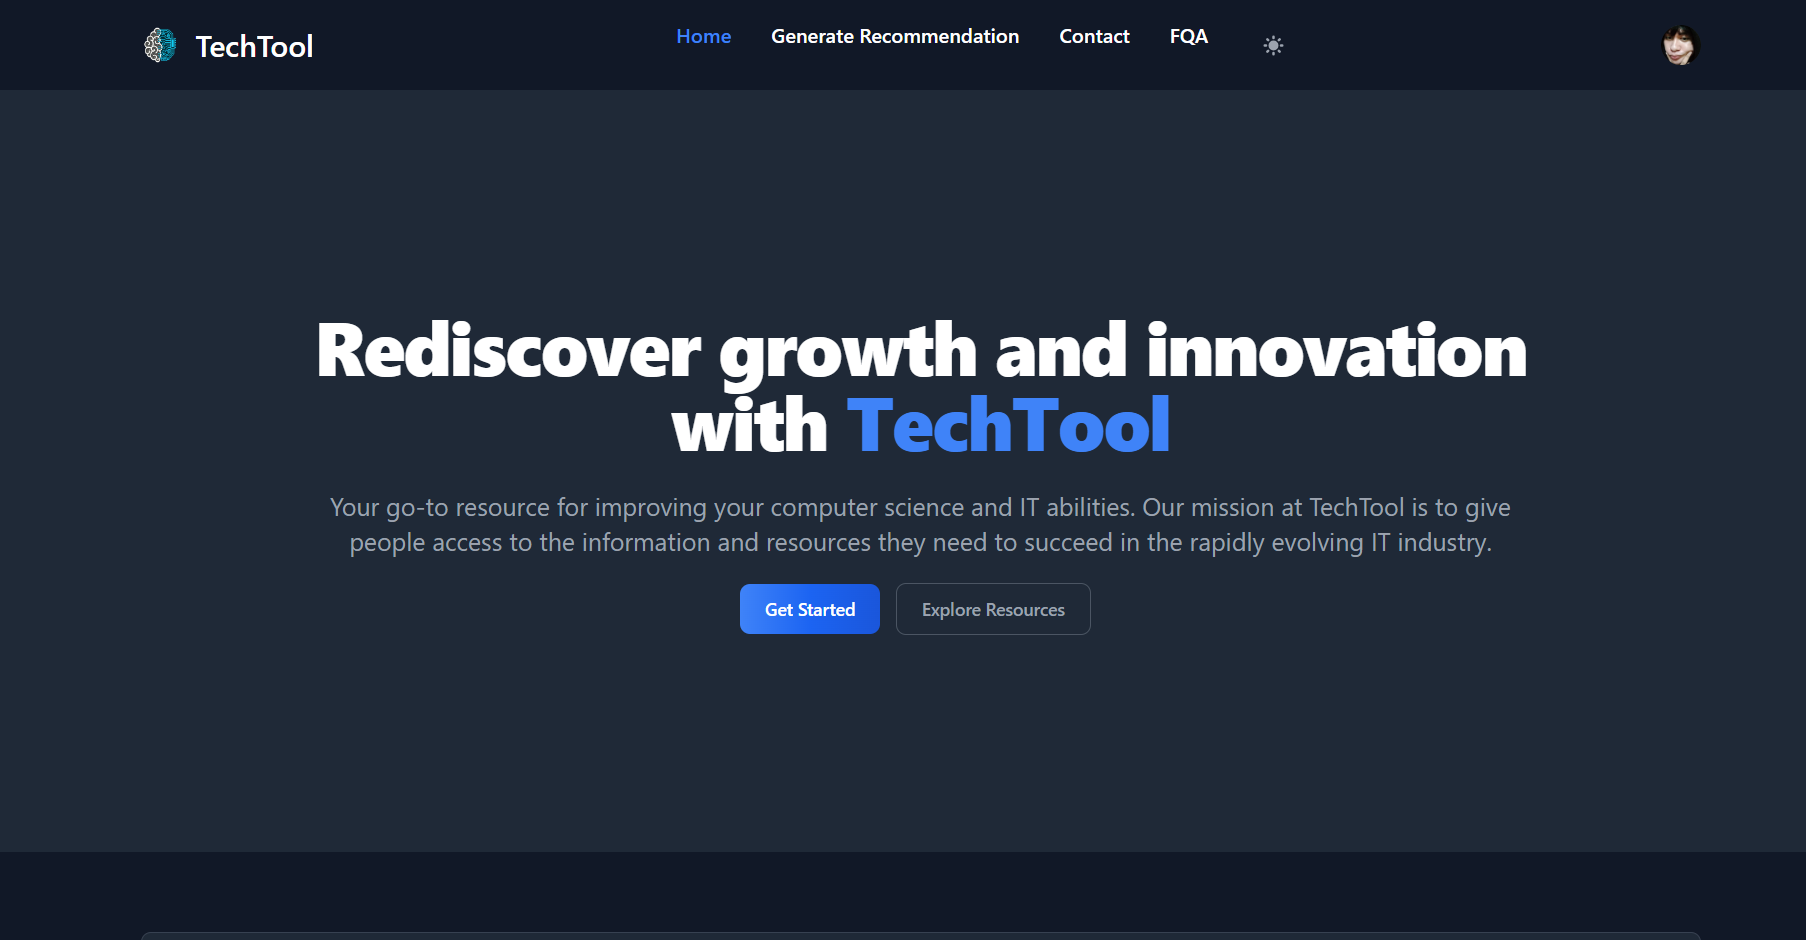 TechTool
Home
Generate Recommendation
Contact
FQA
Rediscover growth and innovation
with TechTool
Your go-to resource for improving your computer science and IT abilities. Our mission at TechTool is to give
people access to the information and resources they need to succeed in the rapidly evolving IT industry.
Get Started
Explore Resources